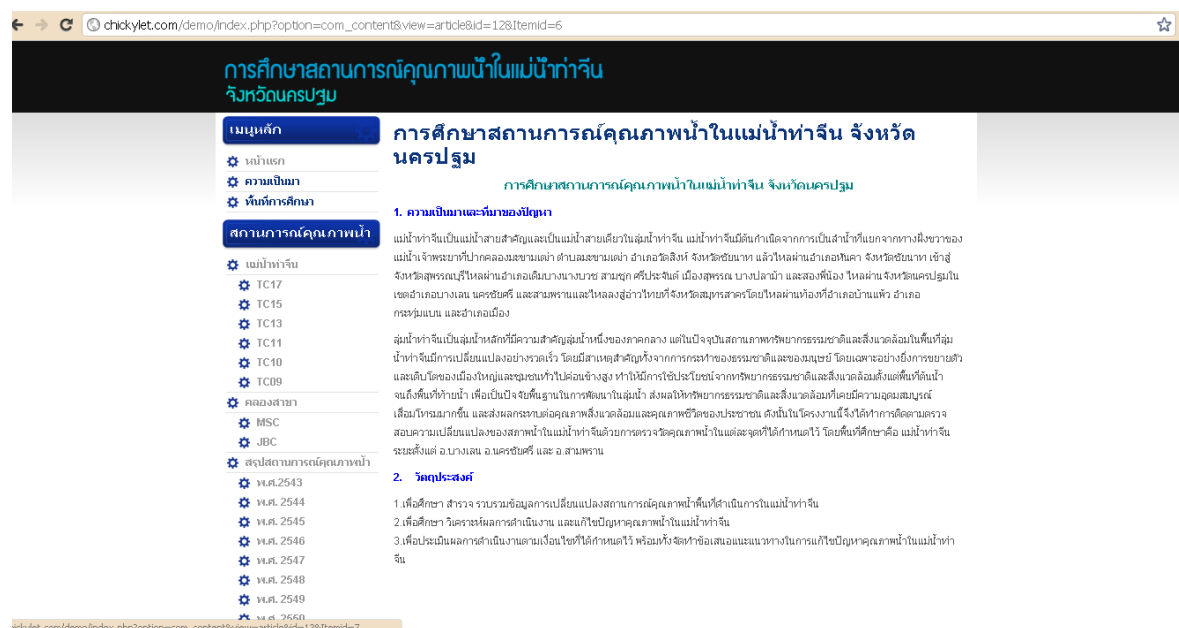 chickylet.com/demo/index.php?option=com_content&view=article&id=12&Itemid=6
การศึกษาสถานการณ์คุณภาพน้ำในแม่น้ำท่าจีน
จังหวัดนครปฐม
เมนูหลัก
หน้าแรก
ความเป็นมา
พื้นที่การศึกษา
สถานการณ์คุณภาพน้ำ
แม่น้ำท่าจีน
TC17
TC15
TC13
TC11
TC10
TC09
คลองสาขา
MSC
JBC
สรุปสถานการณ์คุณภาพน้ำ
พ.ศ.2543
พ.ศ. 2544
พ.ศ. 2545
พ.ศ. 2546
พ.ศ. 2547
พ.ศ. 2548
พ.ศ. 2549
พ.ศ. 2550
การศึกษาสถานการณ์คุณภาพน้ำในแม่น้ำท่าจีน จังหวัด
นครปฐม
การศึกษาสถานการณ์คุณภาพน้ำในแม่น้ำท่าจีน จังหวัดนครปฐม
1. ความเป็นมาและที่มาของปัญหา
แม่น้ำท่าจีนเป็นแม่น้ำสายสำคัญและเป็นแม่น้ำสายเดียวในลุ่มน้ำท่าจีน แม่น้ำท่าจีนมีต้นกำเนิดจากการเป็นลำน้ำที่แยกจากทางฝั่งขวาของ
แม่น้ำเจ้าพระยาที่ปากคลองมะขามเฒ่า ตำบลมะขามเฒ่า อำเภอวัดสิงห์ จังหวัดชัยนาท แล้วไหลผ่านอำเภอหันคา จังหวัดชัยนาท เข้าสู่
จังหวัดสุพรรณบุรีไหลผ่านอำเภอเดิมบางนางบวช สามชุก ศรีประจันต์ เมืองสุพรรณ บางปลาม้า และสองพี่น้อง ไหลผ่านจังหวัดนครปฐมใน
เขตอำเภอบางเลน นครชัยศรี และสามพรานและไหลลงสู่อ่าวไทยที่จังหวัดสมุทรสาครโดยไหลผ่านท้องที่อำเภอบ้านแพ้ว อำเภอ
กระทุ่มแบน และอำเภอเมือง
ลุ่มน้ำท่าจีนเป็นลุ่มน้ำหลักที่มีความสำคัญลุ่มน้ำหนึ่งของภาคกลาง แต่ในปัจจุบันสถานภาพทรัพยากรธรรมชาติและสิ่งแวดล้อมในพื้นที่ลุ่ม
น้ำท่าจีนมีการเปลี่ยนแปลงอย่างรวดเร็ว โดยมีสาเหตุสำคัญทั้งจากการกระทำของธรรมชาติและของมนุษย์ โดยเฉพาะอย่างยิ่งการขยายตัว
และเติบโตของเมืองใหญ่และชุมชนทั่วไปค่อนข้างสูง ทำให้มีการใช้ประโยชน์จากทรัพยากรธรรมชาติและสิ่งแวดล้อมตั้งแต่พื้นที่ต้นน้ำ
จนถึงพื้นที่ท้ายน้ำ เพื่อเป็นปัจจัยพื้นฐานในการพัฒนาในลุ่มน้ำ ส่งผลให้ทรัพยากรธรรมชาติและสิ่งแวดล้อมที่เคยมีความอุดมสมบูรณ์
เสื่อมโทรมมากขึ้น และส่งผลกระทบต่อคุณภาพสิ่งแวดล้อมและคุณภาพชีวิตของประชาชน ดังนั้นในโครงงานนี้จึงได้ทำการติดตามตรวจ
สอบความเปลี่ยนแปลงของสภาพน้ำในแม่น้ำท่าจีนด้วยการตรวจวัดคุณภาพน้ำในแต่ละจุดที่ได้กำหนดไว้ โดยพื้นที่ศึกษาคือ แม่น้ำท่าจีน
ระยะตั้งแต่ อ.บางเลน อ.นครชัยศรี และ อ.สามพราน
2. วัตถุประสงค์
1.เพื่อศึกษา สำรวจ รวบรวมข้อมูลการเปลี่ยนแปลงสถานการณ์คุณภาพน้ำพื้นที่ดำเนินการในแม่น้ำท่าจีน
2.เพื่อศึกษา วิเคราะห์ผลการดำเนินงาน และแก้ไขปัญหาคุณภาพน้ำในแม่น้ำท่าจีน
3.เพื่อประเมินผลการดำเนินงานตามเงื่อนไขที่ได้กำหนดไว้ พร้อมทั้งจัดทำข้อเสนอแนะแนวทางในการแก้ไขปัญหาคุณภาพน้ำในแม่น้ำท่า
จีน